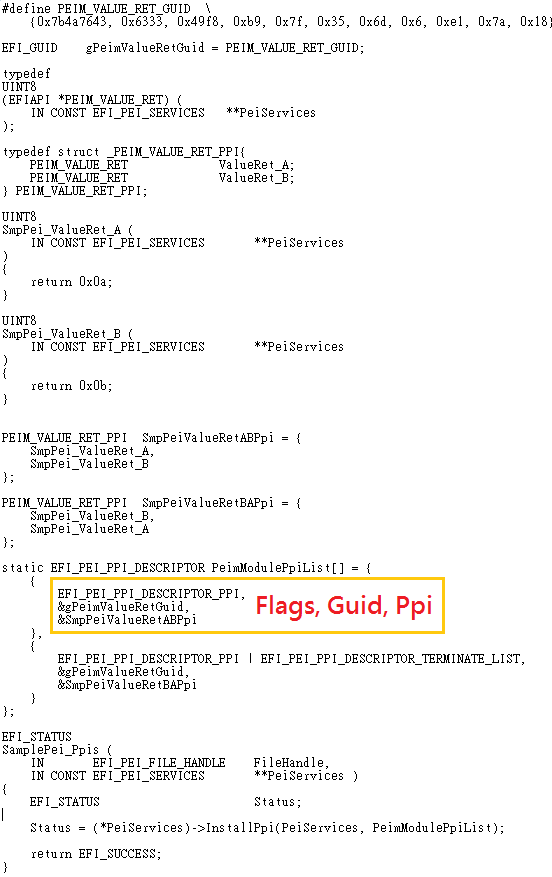 #define PEIM_VALUE_RET_GUID  \
    {0x7b4a7643, 0x6333, 0x49f8, 0xb9, 0x7f, 0x35, 0x6d, 0x6, 0xe1, 0x7a, 0x18}

EFI_GUID    gPeimValueRetGuid = PEIM_VALUE_RET_GUID;

typedef
UINT8
(EFIAPI *PEIM_VALUE_RET) (
    IN CONST EFI_PEI_SERVICES   **PeiServices
);

typedef struct _PEIM_VALUE_RET_PPI{
    PEIM_VALUE_RET             ValueRet_A;
    PEIM_VALUE_RET             ValueRet_B;
} PEIM_VALUE_RET_PPI;

UINT8
SmpPei_ValueRet_A (
    IN CONST EFI_PEI_SERVICES       **PeiServices
)
{
    return 0x0a;
}

UINT8
SmpPei_ValueRet_B (
    IN CONST EFI_PEI_SERVICES       **PeiServices
)
{
    return 0x0b;
}

PEIM_VALUE_RET_PPI  SmpPeiValueRetABPpi = {
    SmpPei_ValueRet_A,
    SmpPei_ValueRet_B
};

PEIM_VALUE_RET_PPI  SmpPeiValueRetBAPpi = {
    SmpPei_ValueRet_B,
    SmpPei_ValueRet_A
};

static EFI_PEI_PPI_DESCRIPTOR PeimModulePpiList[] = {
    {
        EFI_PEI_PPI_DESCRIPTOR_PPI,
        &gPeimValueRetGuid,
        &SmpPeiValueRetABPpi
Flags, Guid, Ppi
    },
    {
        EFI_PEI_PPI_DESCRIPTOR_PPI | EFI_PEI_PPI_DESCRIPTOR_TERMINATE_LIST,
        &gPeimValueRetGuid,
        &SmpPeiValueRetBAPpi
    }
};

EFI_STATUS
SamplePei_Ppis (
    IN       EFI_PEI_FILE_HANDLE    FileHandle,
    IN CONST EFI_PEI_SERVICES       **PeiServices )
{
    EFI_STATUS                      Status;

    Status = (*PeiServices)->InstallPpi(PeiServices, PeimModulePpiList);

    return EFI_SUCCESS;
}